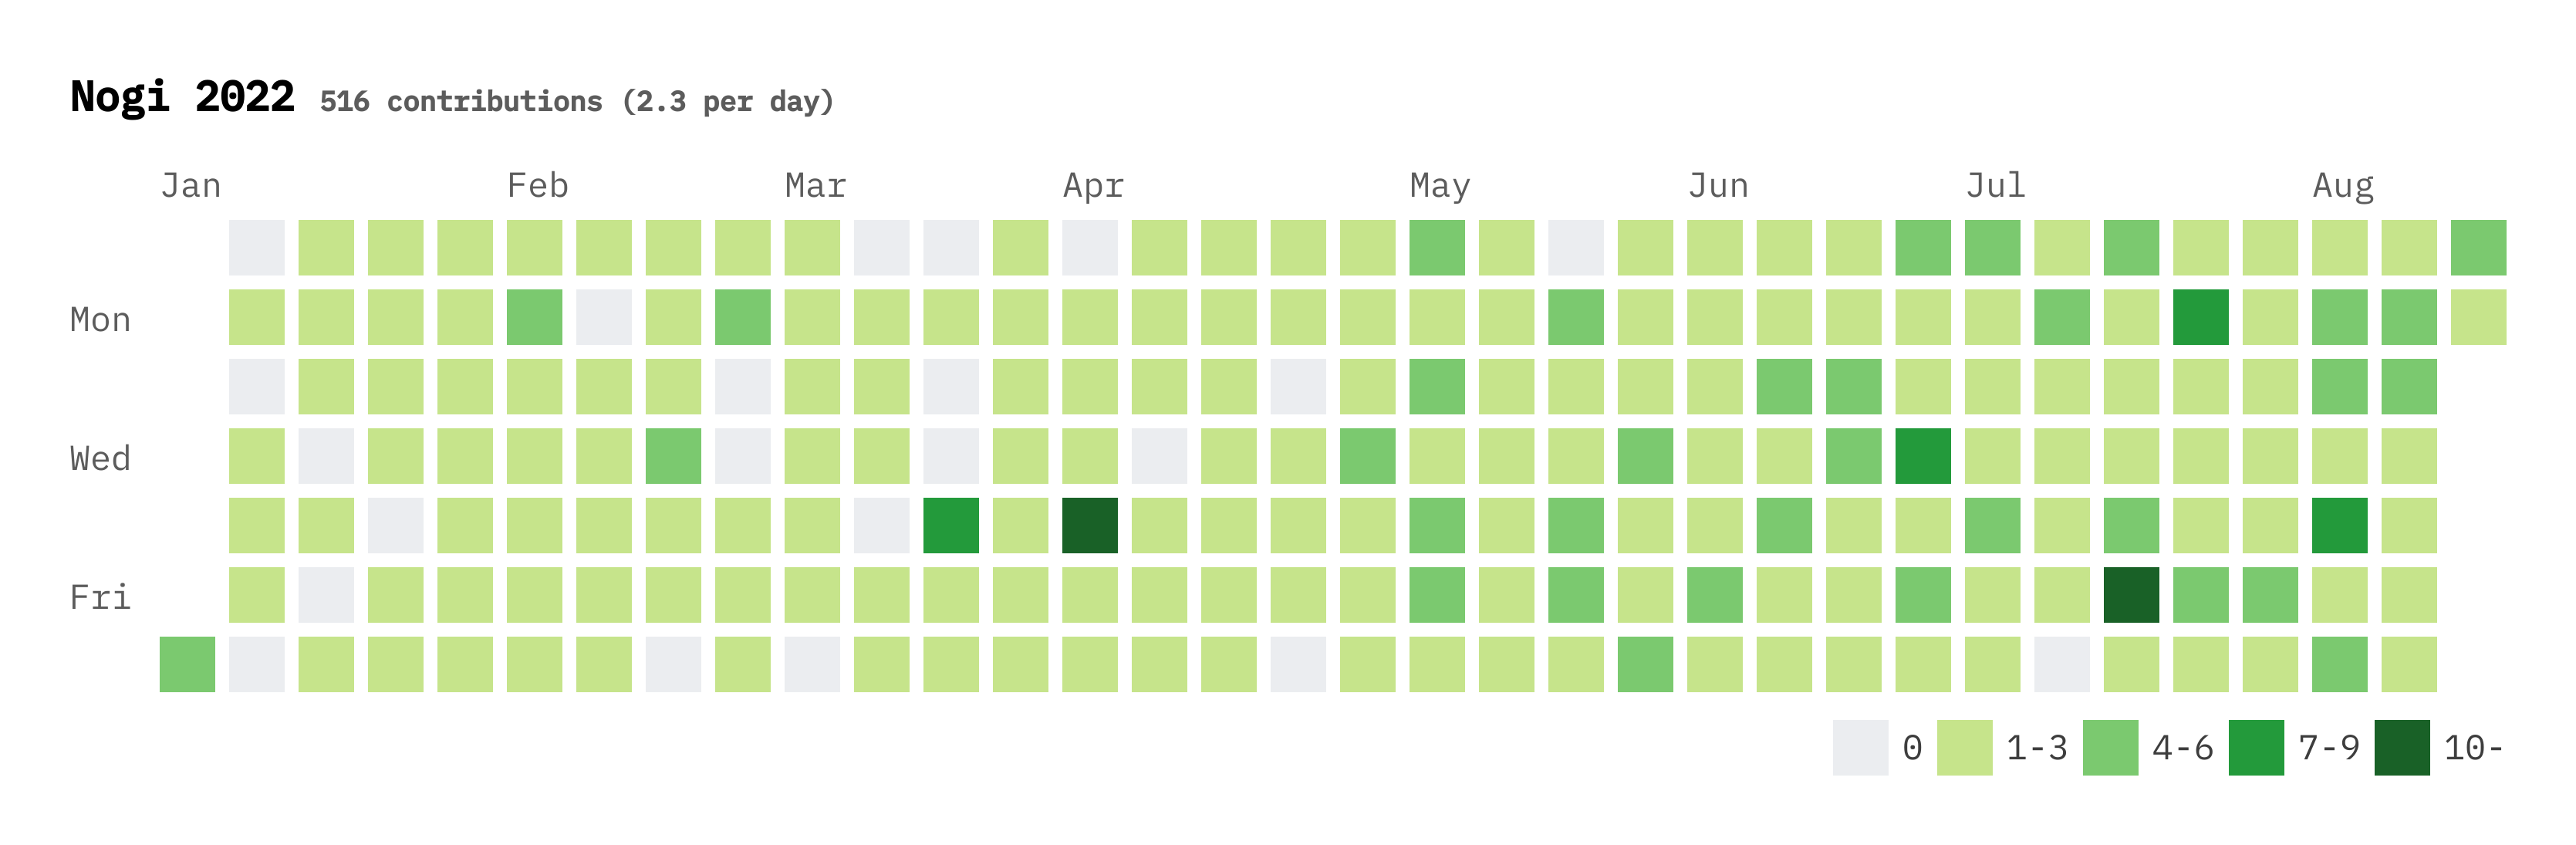 Nogi 2022 516 contributions (2.3 per day)
Jan Feb Mar Apr May Jun Jul Aug
Mon
Wed
Fri
0 1-3 4-6 7-9 10-